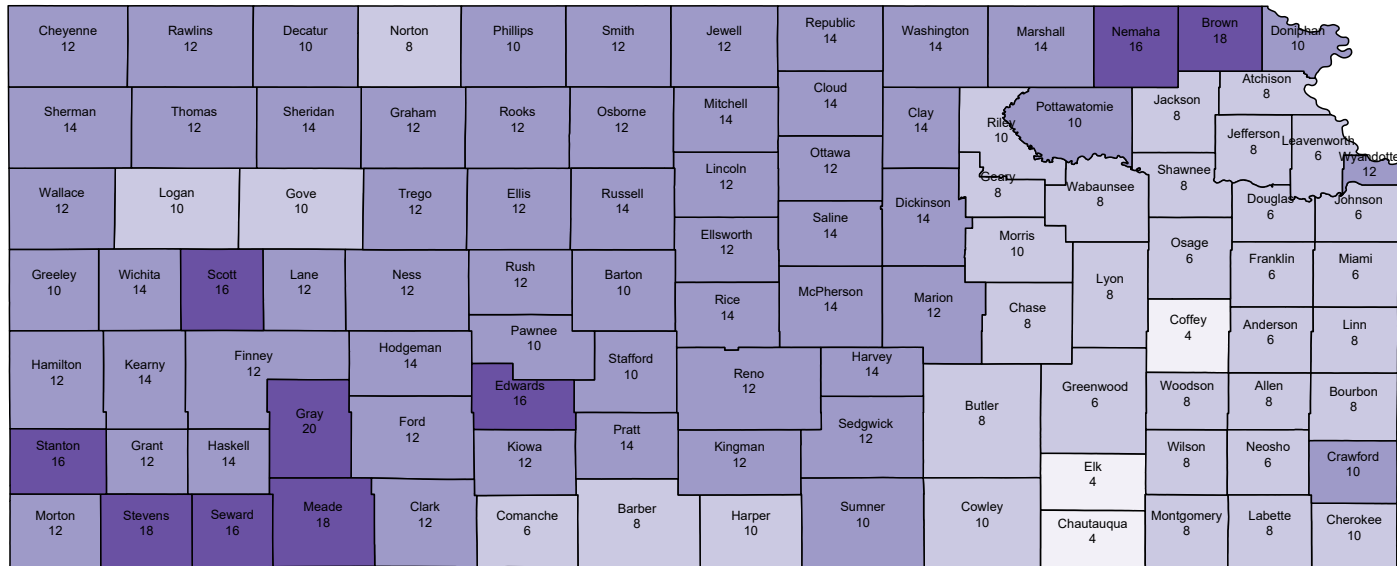 Cheyenne
12
Rawlins
12
Decatur
10
Norton
8
Phillips
10
Smith
12
Jewell
12
Republic
14
Washington
14
Marshall
14
Nemaha
16
Brown
18
Doniphan
10
Sherman
14
Thomas
12
Sheridan
14
Graham
12
Rooks
12
Osborne
12
Mitchell
14
Cloud
14
Clay
14
Riley
10
Pottawatomie
10
Jackson
8
Atchison
8
Jefferson
8
Leavenworth
6
Wyandotte
12
Wallace
12
Logan
10
Gove
10
Trego
12
Ellis
12
Russell
14
Lincoln
12
Ottawa
12
Dickinson
14
Geary
8
Wabaunsee
8
Shawnee
8
Douglas
6
Johnson
6
Ellsworth
12
Saline
14
Morris
10
Osage
6
Franklin
6
Miami
6
Greeley
10
Wichita
14
Scott
16
Lane
12
Ness
12
Rush
12
Barton
10
Rice
14
McPherson
14
Marion
12
Chase
8
Lyon
8
Coffey
4
Anderson
6
Linn
8
Hamilton
12
Kearny
14
Finney
12
Hodgeman
14
Pawnee
10
Stafford
10
Reno
12
Harvey
14
Butler
8
Greenwood
6
Woodson
8
Allen
8
Bourbon
8
Gray
20
Edwards
16
Ford
12
Pratt
14
Sedgwick
12
Stanton
16
Grant
12
Haskell
14
Kiowa
12
Kingman
12
Elk
4
Wilson
8
Neosho
6
Crawford
10
Morton
12
Stevens
18
Seward
16
Meade
18
Clark
12
Comanche
6
Barber
8
Harper
10
Sumner
10
Cowley
10
Chautauqua
4
Montgomery
8
Labette
8
Cherokee
10